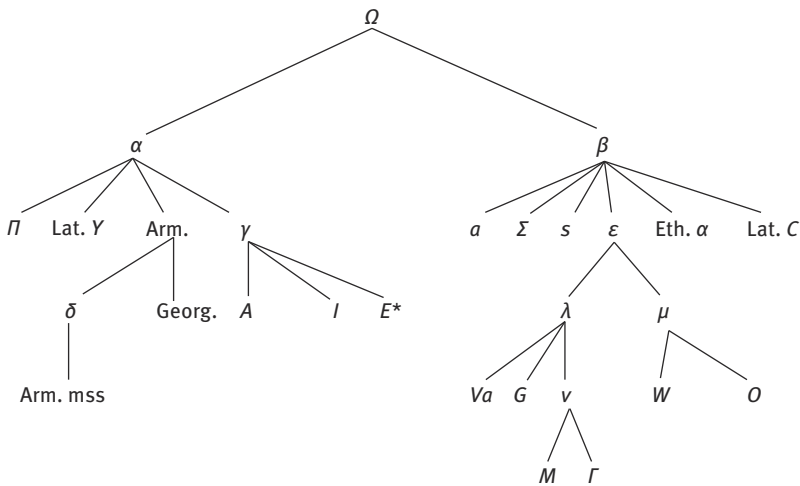 Ω
α β
Π Lat. Y Arm. γ a Σ s ε Eth. α Lat. C
δ Georg. A I E* λ μ
Arm. mss Va G ν W O
M Γ